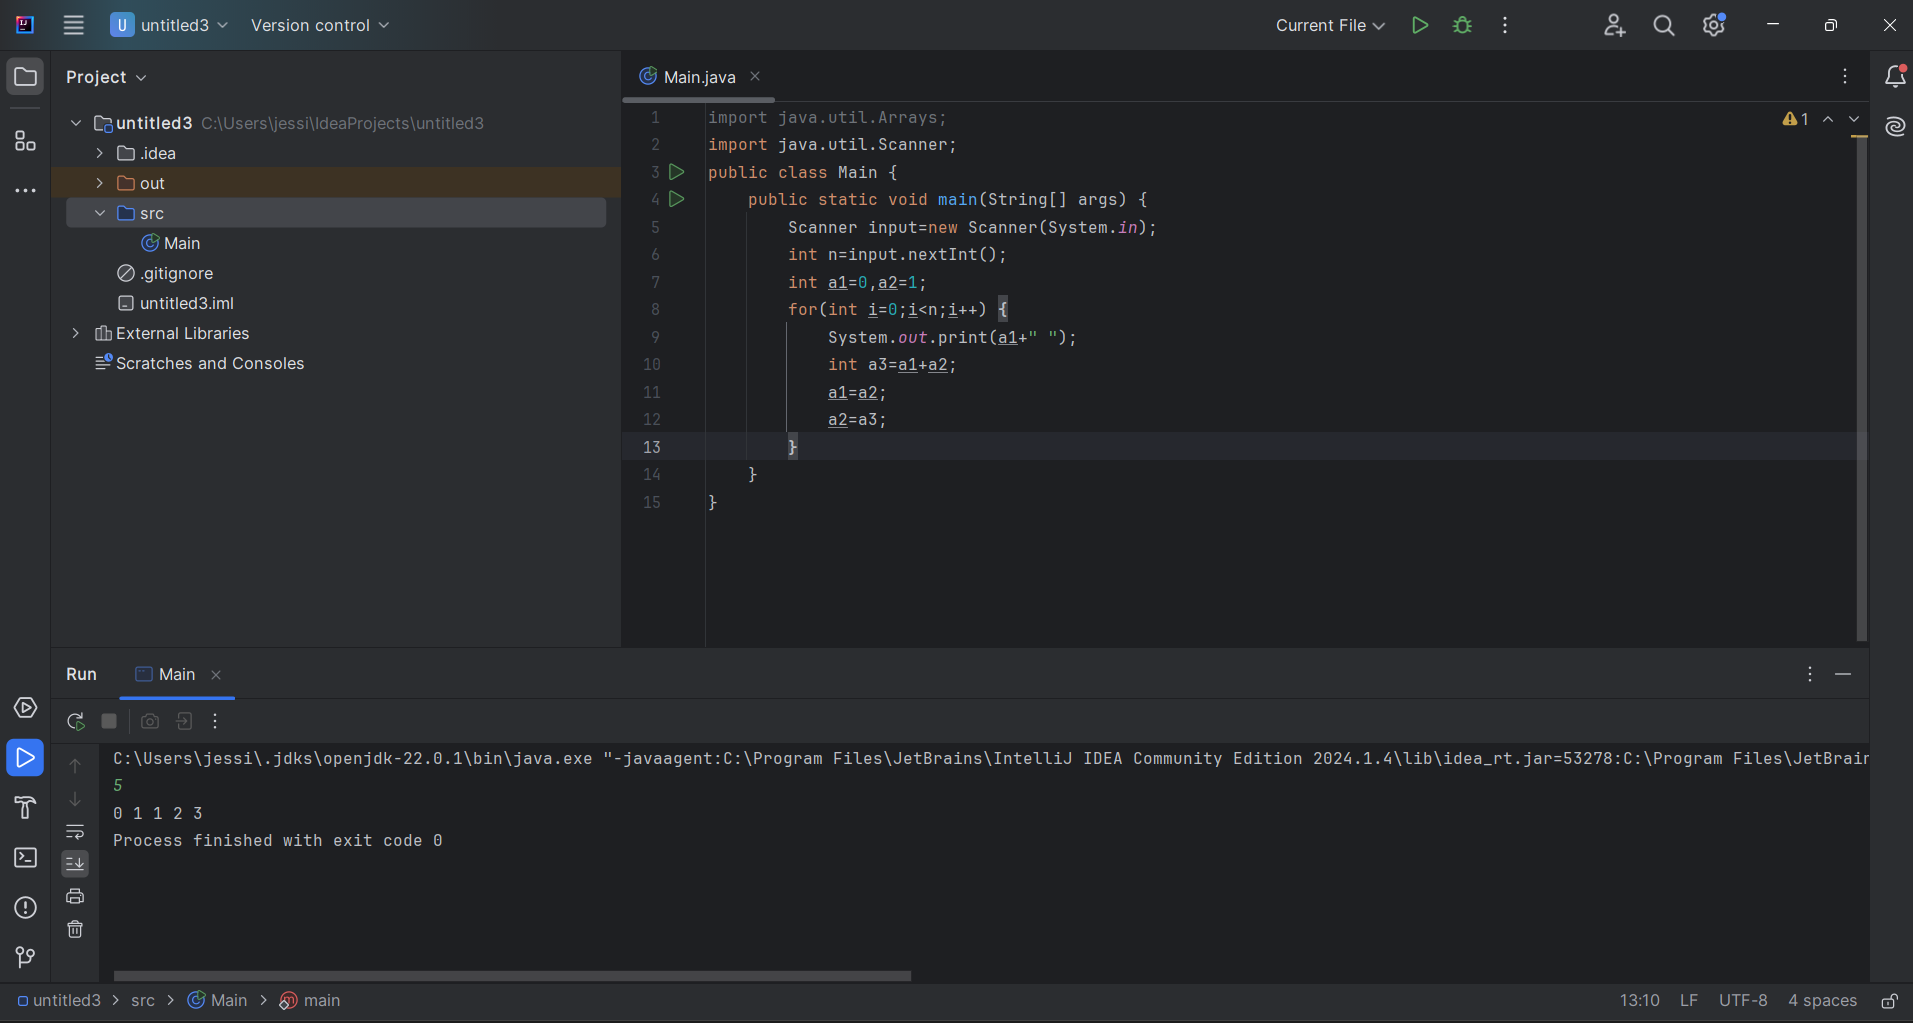 U untitled3 Version control Current File
Project
untitled3 C:\Users\jessi\IdeaProjects\untitled3
.idea
out
src
Main
.gitignore
untitled3.iml
External Libraries
Scratches and Consoles
Main.java
1 import java.util.Arrays;
2 import java.util.Scanner;
3 public class Main {
4 public static void main(String[] args) {
5 Scanner input=new Scanner(System.in);
6 int n=input.nextInt();
7 int a1=0,a2=1;
8 for(int i=0;i<n;i++) {
9 System.out.print(a1+" ");
10 int a3=a1+a2;
11 a1=a2;
12 a2=a3;
13 }
14 }
15 }
1
Run Main
C:\Users\jessi\.jdks\openjdk-22.0.1\bin\java.exe "-javaagent:C:\Program Files\JetBrains\IntelliJ IDEA Community Edition 2024.1.4\lib\idea_rt.jar=53278:C:\Program Files\JetBrain
5
0 1 1 2 3
Process finished with exit code 0
untitled3 > src > Main > main 13:10 LF UTF-8 4 spaces